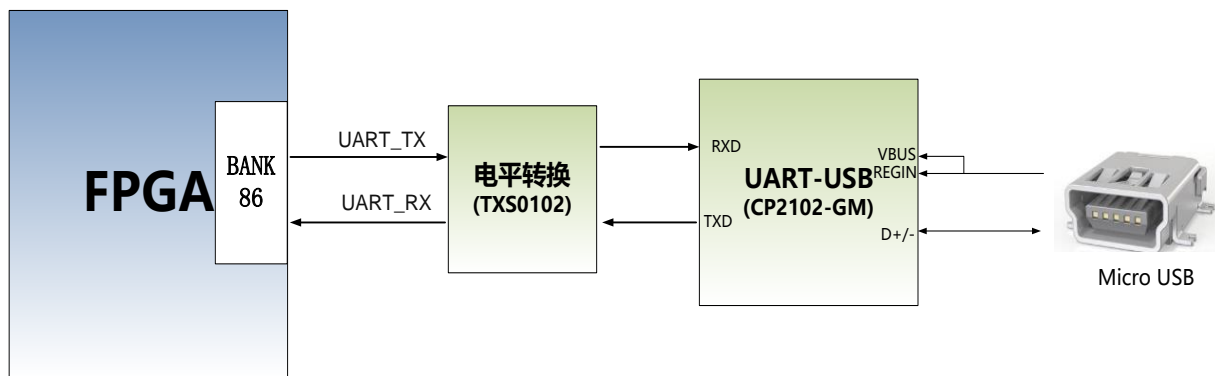 FPGA
BANK
86
UART_TX
UART_RX
电平转换
(TXS0102)
RXD
TXD
UART-USB
(CP2102-GM)
VBUS
REGIN
D+/-
Micro USB